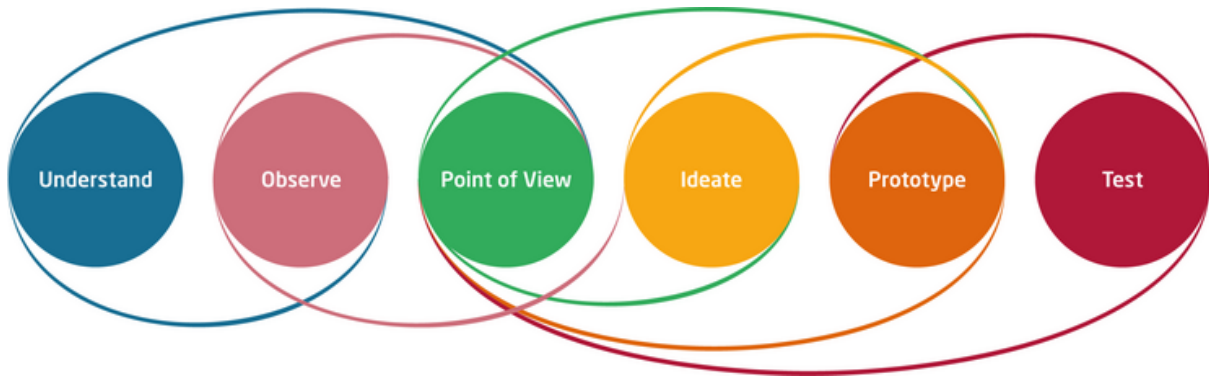 Understand
Observe
Point of View
Ideate
Prototype
Test